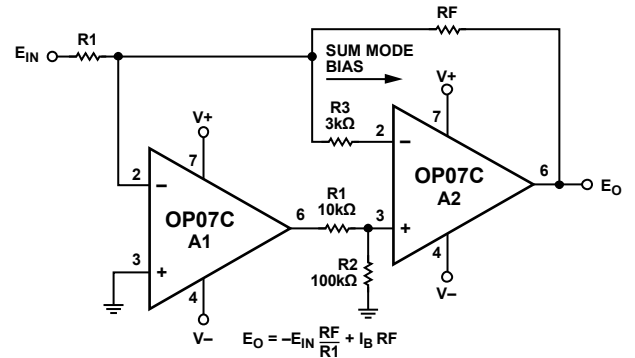 RF
E_IN R1
SUM MODE
BIAS
V+
R3
3kΩ
7
2
−
V+
7
2
−
OP07C
A2
6
E_O
OP07C
A1
6
R1
10kΩ
3
+
3
+
R2
100kΩ
4
V−
4
V−
E_O = −E_IN RF/R1 + I_B RF